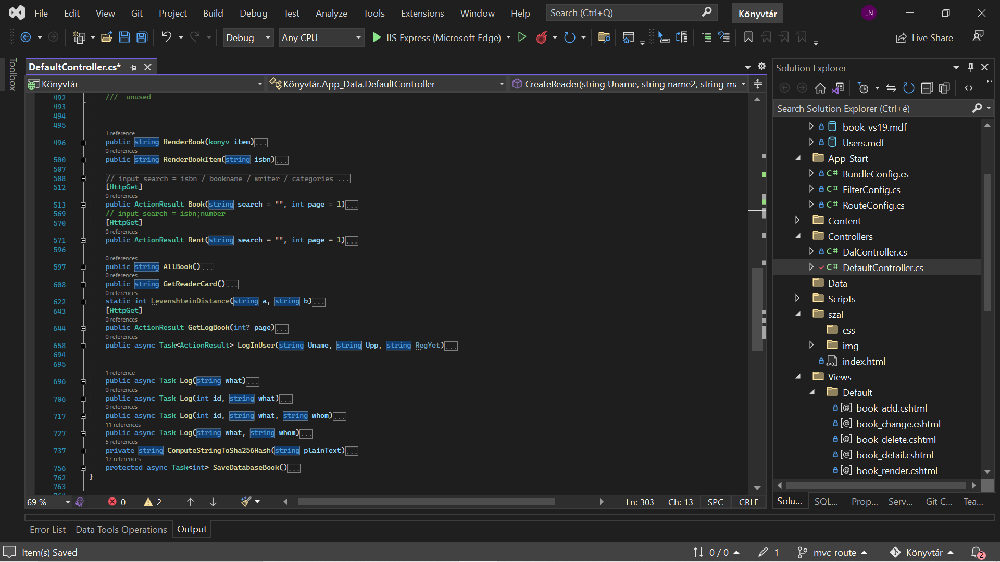 File Edit View Git Project Build Debug Test Analyze Tools Extensions Window Help Search (Ctrl+Q) Könyvtár LN
Debug Any CPU IIS Express (Microsoft Edge) Live Share
Toolbox
DefaultController.cs*
Könyvtár Könyvtár.App_Data.DefaultController CreateReader(string Uname, string name2, string ma
492 /// unused
493
494
495
1 reference
496 public string RenderBook(konyv item)...
0 references
500 public string RenderBookItem(string isbn)...
507
508 // input search = isbn / bookname / writer / categories ...
512 [HttpGet]
0 references
513 public ActionResult Book(string search = "", int page = 1)...
569 // input search = isbn;number
570 [HttpGet]
0 references
571 public ActionResult Rent(string search = "", int page = 1)...
596
0 references
597 public string AllBook()...
0 references
608 public string GetReaderCard()...
0 references
622 static int LevenshteinDistance(string a, string b)...
643 [HttpGet]
0 references
644 public ActionResult GetLogBook(int? page)...
0 references
658 public async Task<ActionResult> LogInUser(string Uname, string Upp, string RegYet)...
694
695
1 reference
696 public async Task Log(string what)...
0 references
706 public async Task Log(int id, string what)...
0 references
717 public async Task Log(int id, string what, string whom)...
11 references
727 public async Task Log(string what, string whom)...
5 references
737 private string ComputeStringToSha256Hash(string plainText)...
17 references
756 protected async Task<int> SaveDatabaseBook()...
762 }
763
69 % 0 2 Ln: 303 Ch: 13 SPC CRLF
Solution Explorer
Search Solution Explorer (Ctrl+é)
book_vs19.mdf
Users.mdf
App_Start
C# BundleConfig.cs
C# FilterConfig.cs
C# RouteConfig.cs
Content
Controllers
C# DalController.cs
C# DefaultController.cs
Data
Scripts
szal
css
img
index.html
Views
Default
[@] book_add.cshtml
[@] book_change.cshtml
[@] book_delete.cshtml
[@] book_detail.cshtml
[@] book_render.cshtml
Solu... SQL... Prop... Serv... Git C... Tea...
Error List Data Tools Operations Output
Item(s) Saved 0 / 0 1 mvc_route Könyvtár 2